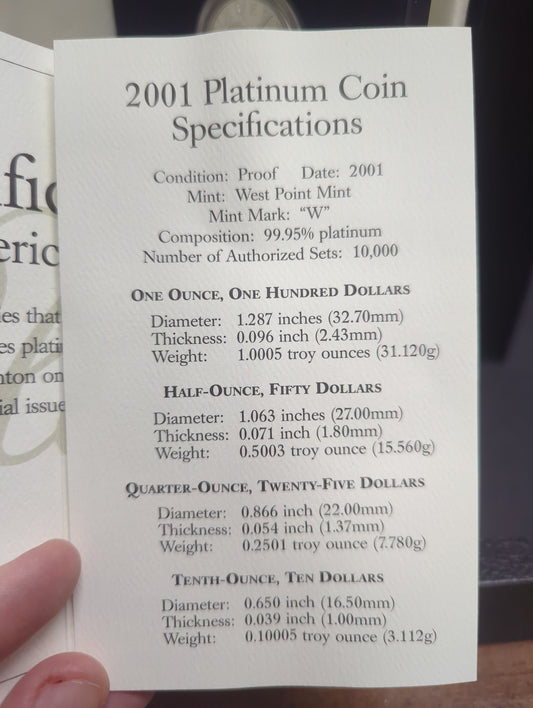 2001 Platinum Coin
Specifications
Condition: Proof Date: 2001
Mint: West Point Mint
Mint Mark: “W”
Composition: 99.95% platinum
Number of Authorized Sets: 10,000
ONE OUNCE, ONE HUNDRED DOLLARS
Diameter: 1.287 inches (32.70mm)
Thickness: 0.096 inch (2.43mm)
Weight: 1.0005 troy ounces (31.120g)
HALF-OUNCE, FIFTY DOLLARS
Diameter: 1.063 inches (27.00mm)
Thickness: 0.071 inch (1.80mm)
Weight: 0.5003 troy ounce (15.560g)
QUARTER-OUNCE, TWENTY-FIVE DOLLARS
Diameter: 0.866 inch (22.00mm)
Thickness: 0.054 inch (1.37mm)
Weight: 0.2501 troy ounce (7.780g)
TENTH-OUNCE, TEN DOLLARS
Diameter: 0.650 inch (16.50mm)
Thickness: 0.039 inch (1.00mm)
Weight: 0.10005 troy ounce (3.112g)